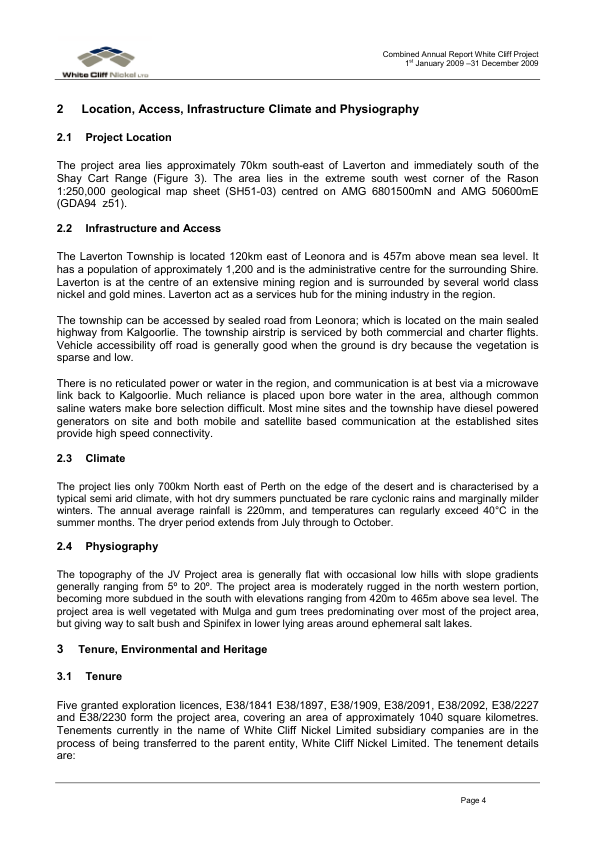 White Cliff Nickel LTD
Combined Annual Report White Cliff Project
1st January 2009 –31 December 2009
2 Location, Access, Infrastructure Climate and Physiography
2.1 Project Location
The project area lies approximately 70km south-east of Laverton and immediately south of the
Shay Cart Range (Figure 3). The area lies in the extreme south west corner of the Rason
1:250,000 geological map sheet (SH51-03) centred on AMG 6801500mN and AMG 50600mE
(GDA94 z51).
2.2 Infrastructure and Access
The Laverton Township is located 120km east of Leonora and is 457m above mean sea level. It
has a population of approximately 1,200 and is the administrative centre for the surrounding Shire.
Laverton is at the centre of an extensive mining region and is surrounded by several world class
nickel and gold mines. Laverton act as a services hub for the mining industry in the region.
The township can be accessed by sealed road from Leonora; which is located on the main sealed
highway from Kalgoorlie. The township airstrip is serviced by both commercial and charter flights.
Vehicle accessibility off road is generally good when the ground is dry because the vegetation is
sparse and low.
There is no reticulated power or water in the region, and communication is at best via a microwave
link back to Kalgoorlie. Much reliance is placed upon bore water in the area, although common
saline waters make bore selection difficult. Most mine sites and the township have diesel powered
generators on site and both mobile and satellite based communication at the established sites
provide high speed connectivity.
2.3 Climate
The project lies only 700km North east of Perth on the edge of the desert and is characterised by a
typical semi arid climate, with hot dry summers punctuated be rare cyclonic rains and marginally milder
winters. The annual average rainfall is 220mm, and temperatures can regularly exceed 40°C in the
summer months. The dryer period extends from July through to October.
2.4 Physiography
The topography of the JV Project area is generally flat with occasional low hills with slope gradients
generally ranging from 5º to 20º. The project area is moderately rugged in the north western portion,
becoming more subdued in the south with elevations ranging from 420m to 465m above sea level. The
project area is well vegetated with Mulga and gum trees predominating over most of the project area,
but giving way to salt bush and Spinifex in lower lying areas around ephemeral salt lakes.
3 Tenure, Environmental and Heritage
3.1 Tenure
Five granted exploration licences, E38/1841 E38/1897, E38/1909, E38/2091, E38/2092, E38/2227
and E38/2230 form the project area, covering an area of approximately 1040 square kilometres.
Tenements currently in the name of White Cliff Nickel Limited subsidiary companies are in the
process of being transferred to the parent entity, White Cliff Nickel Limited. The tenement details
are:
Page 4